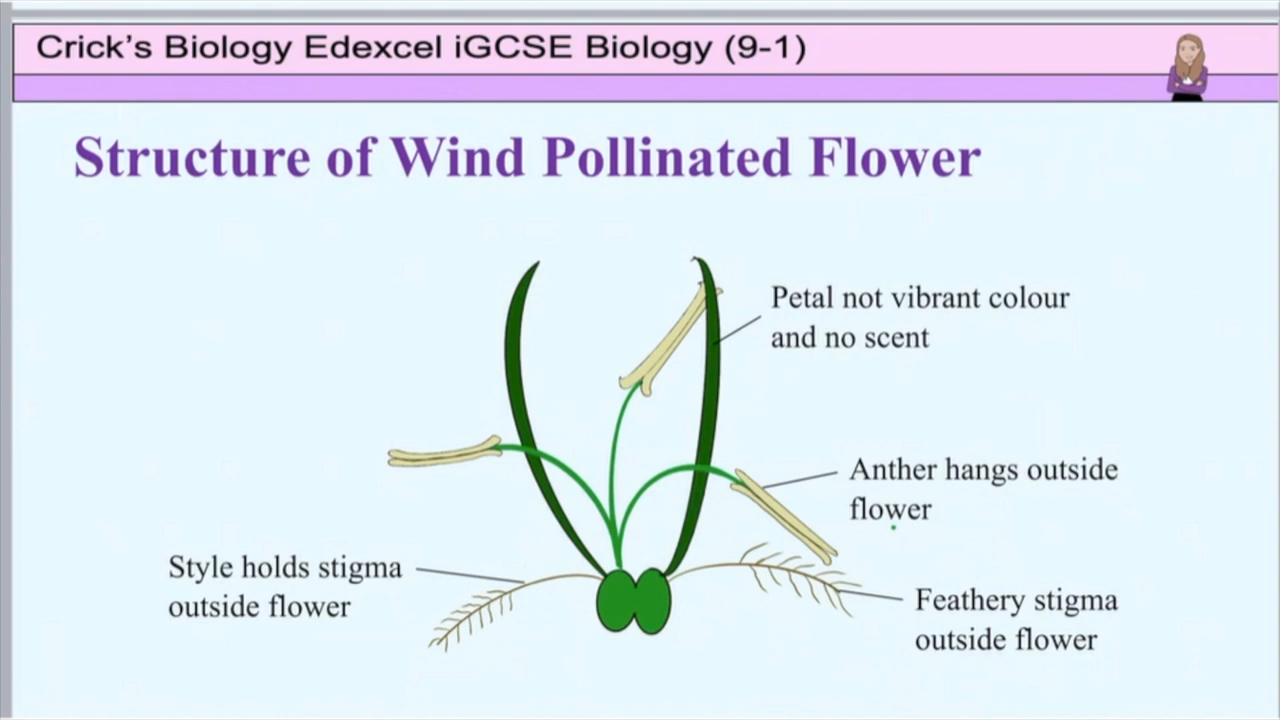 Crick's Biology Edexcel iGCSE Biology (9-1)
Structure of Wind Pollinated Flower
Petal not vibrant colour
and no scent
Anther hangs outside
flower
Style holds stigma
outside flower
Feathery stigma
outside flower